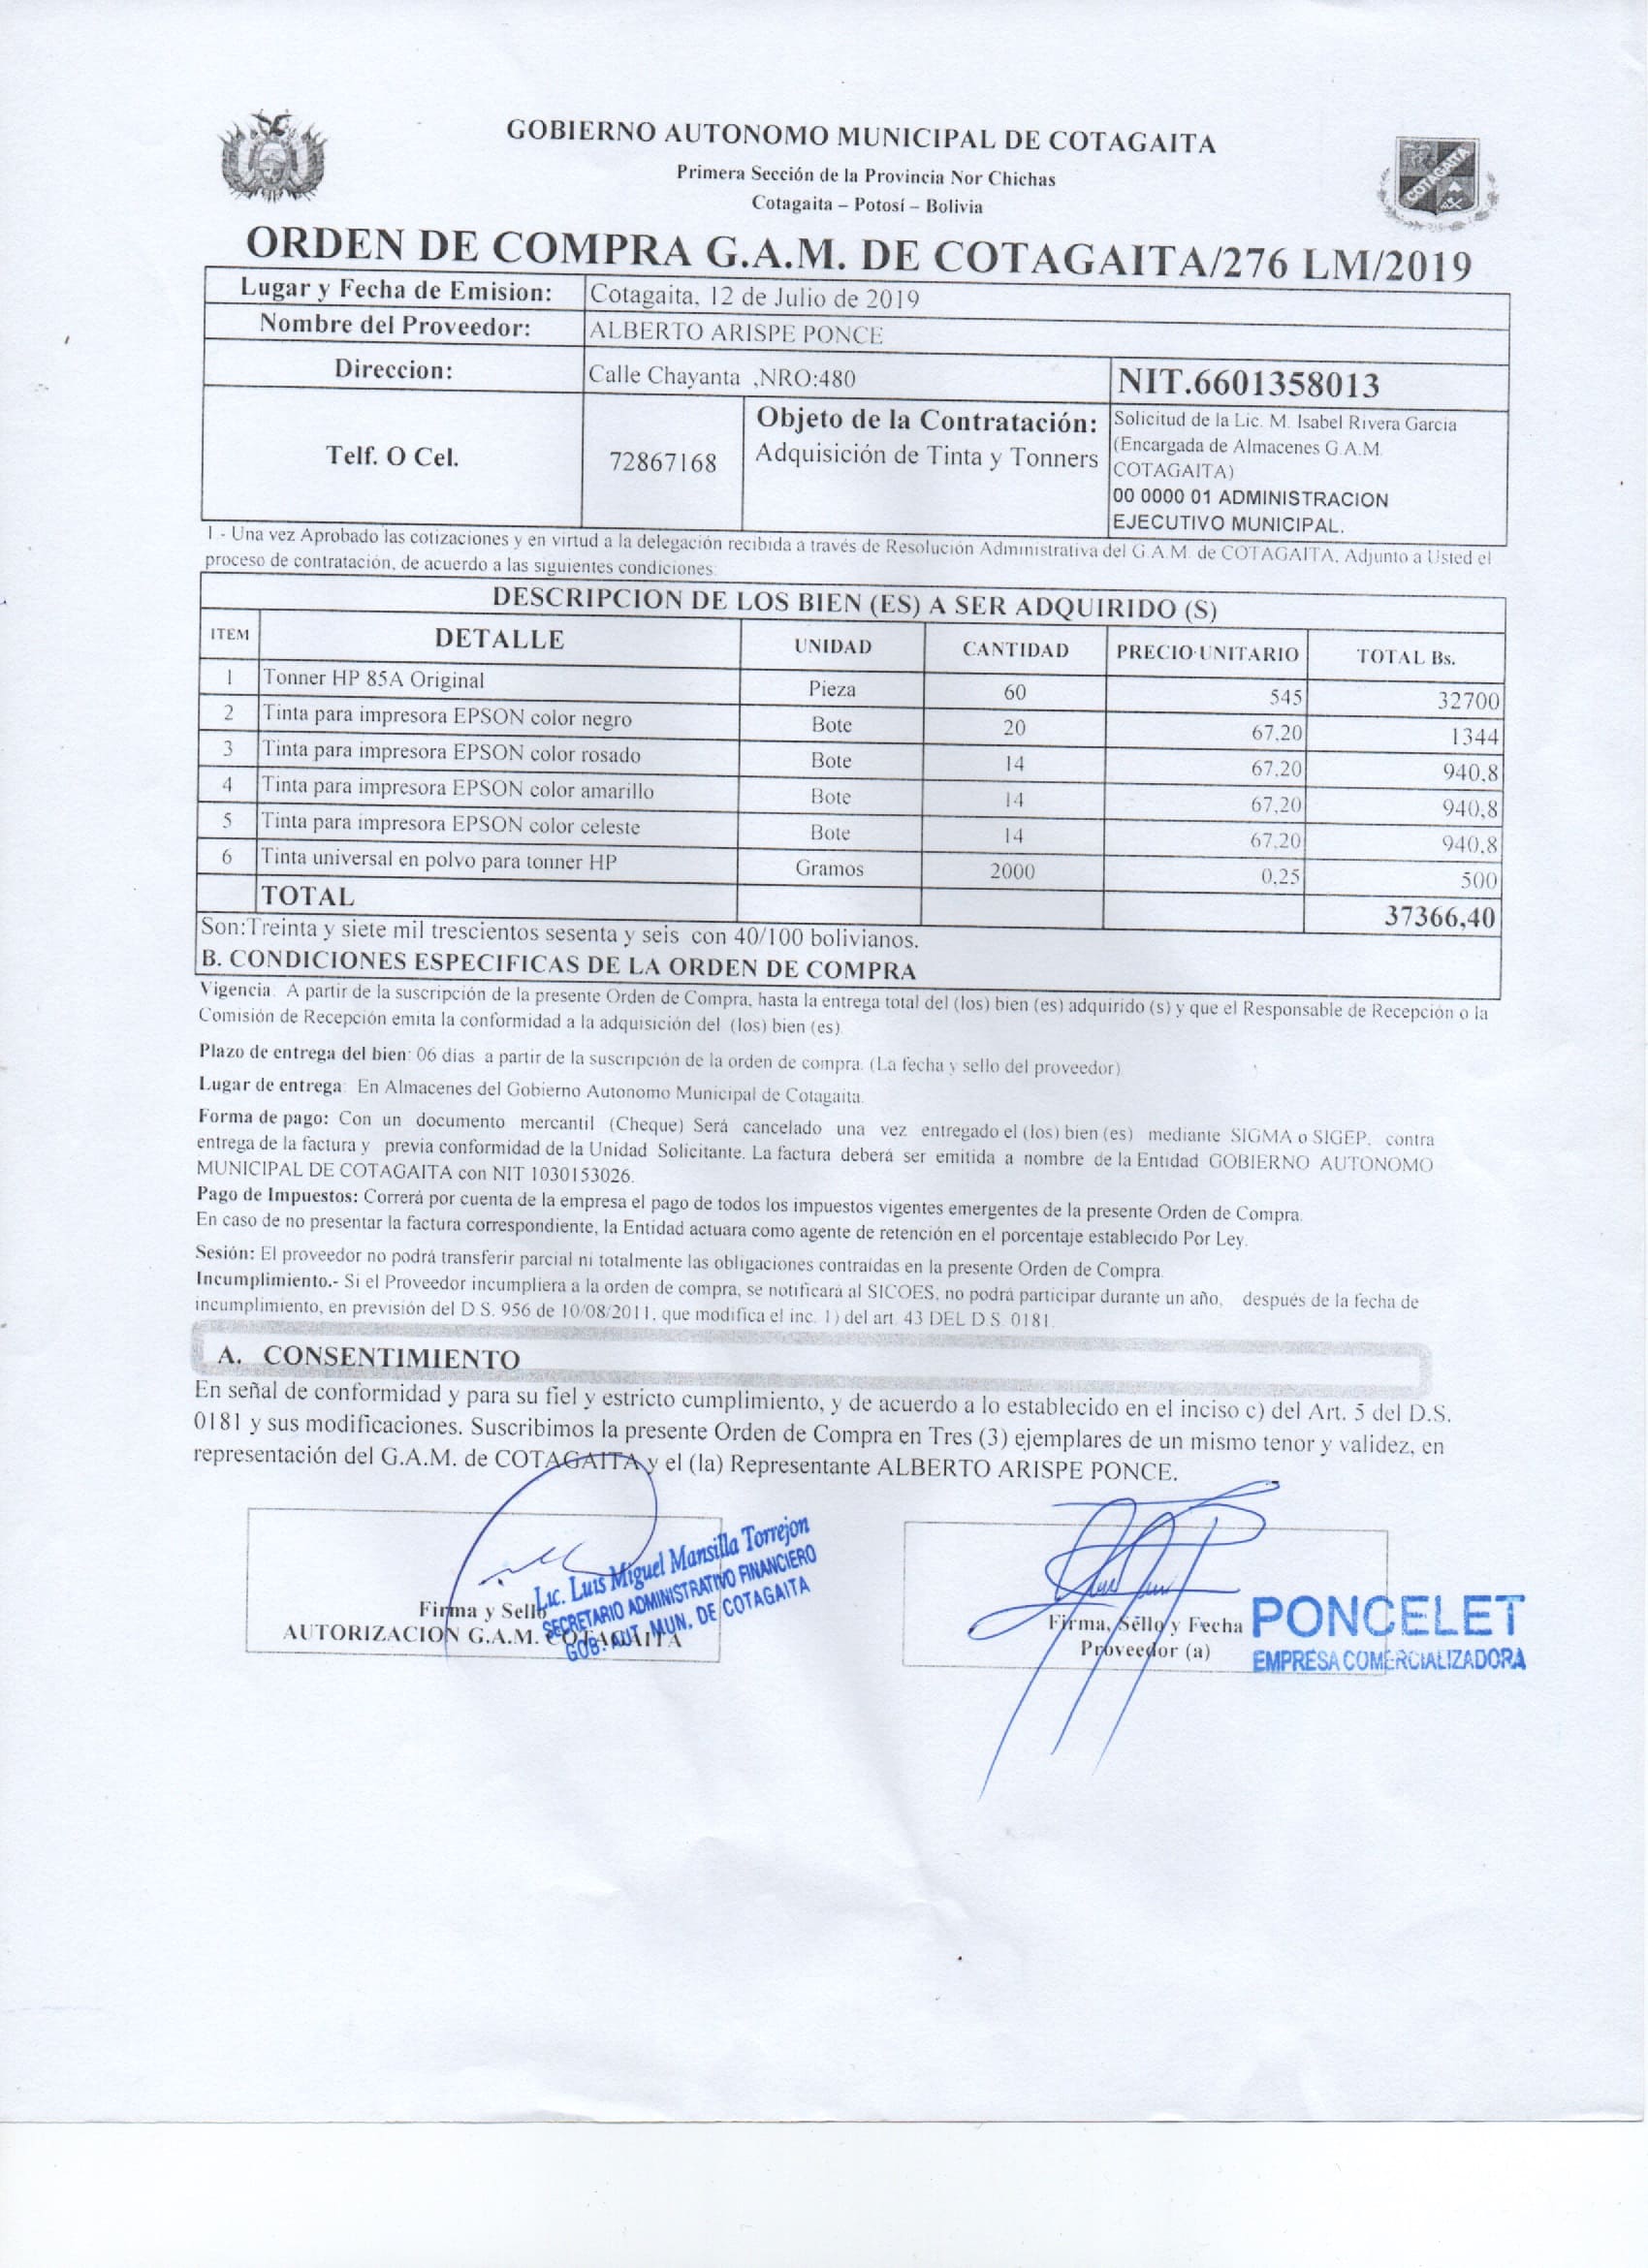 GOBIERNO AUTONOMO MUNICIPAL DE COTAGAITA
Primera Sección de la Provincia Nor Chichas
Cotagaita – Potosí – Bolivia
COTAGAITA
ORDEN DE COMPRA G.A.M. DE COTAGAITA/276 LM/2019
Lugar y Fecha de Emision: Cotagaita, 12 de Julio de 2019
Nombre del Proveedor: ALBERTO ARISPE PONCE
Direccion: Calle Chayanta ,NRO:480 NIT.6601358013
Telf. O Cel. 72867168
Objeto de la Contratación:
Adquisición de Tinta y Tonners
Solicitud de la Lic. M. Isabel Rivera Garcia
(Encargada de Almacenes G.A.M.
COTAGAITA)
00 0000 01 ADMINISTRACION
EJECUTIVO MUNICIPAL.
1.- Una vez Aprobado las cotizaciones y en virtud a la delegación recibida a través de Resolución Administrativa del G.A.M. de COTAGAITA, Adjunto a Usted el
proceso de contratación, de acuerdo a las siguientes condiciones:
DESCRIPCION DE LOS BIEN (ES) A SER ADQUIRIDO (S)
ITEM DETALLE UNIDAD CANTIDAD PRECIO UNITARIO TOTAL Bs.
1 Tonner HP 85A Original Pieza 60 545 32700
2 Tinta para impresora EPSON color negro Bote 20 67,20 1344
3 Tinta para impresora EPSON color rosado Bote 14 67,20 940,8
4 Tinta para impresora EPSON color amarillo Bote 14 67,20 940,8
5 Tinta para impresora EPSON color celeste Bote 14 67,20 940,8
6 Tinta universal en polvo para tonner HP Gramos 2000 0,25 500
TOTAL 37366,40
Son:Treinta y siete mil trescientos sesenta y seis con 40/100 bolivianos.
B. CONDICIONES ESPECIFICAS DE LA ORDEN DE COMPRA
Vigencia: A partir de la suscripción de la presente Orden de Compra, hasta la entrega total del (los) bien (es) adquirido (s) y que el Responsable de Recepción o la
Comisión de Recepción emita la conformidad a la adquisición del (los) bien (es).
Plazo de entrega del bien: 06 días a partir de la suscripción de la orden de compra. (La fecha y sello del proveedor)
Lugar de entrega: En Almacenes del Gobierno Autonomo Municipal de Cotagaita.
Forma de pago: Con un documento mercantil (Cheque) Será cancelado una vez entregado el (los) bien (es) mediante SIGMA o SIGEP, contra
entrega de la factura y previa conformidad de la Unidad Solicitante. La factura deberá ser emitida a nombre de la Entidad GOBIERNO AUTONOMO
MUNICIPAL DE COTAGAITA con NIT 1030153026.
Pago de Impuestos: Correrá por cuenta de la empresa el pago de todos los impuestos vigentes emergentes de la presente Orden de Compra.
En caso de no presentar la factura correspondiente, la Entidad actuara como agente de retención en el porcentaje establecido Por Ley.
Sesión: El proveedor no podrá transferir parcial ni totalmente las obligaciones contraídas en la presente Orden de Compra.
Incumplimiento.- Si el Proveedor incumpliera a la orden de compra, se notificará al SICOES, no podrá participar durante un año, después de la fecha de
incumplimiento, en previsión del D.S. 956 de 10/08/2011, que modifica el inc. 1) del art. 43 DEL D.S. 0181.
A. CONSENTIMIENTO
En señal de conformidad y para su fiel y estricto cumplimiento, y de acuerdo a lo establecido en el inciso c) del Art. 5 del D.S.
0181 y sus modificaciones. Suscribimos la presente Orden de Compra en Tres (3) ejemplares de un mismo tenor y validez, en
representación del G.A.M. de COTAGAITA y el (la) Representante ALBERTO ARISPE PONCE.
Lic. Luis Miguel Mansilla Torrejon
SECRETARIO ADMINISTRATIVO FINANCIERO
GOB. AUT. MUN. DE COTAGAITA
Firma y Sello
AUTORIZACION G.A.M. COTAGAITA
Firma, Sello y Fecha
Proveedor (a)
PONCELET
EMPRESA COMERCIALIZADORA